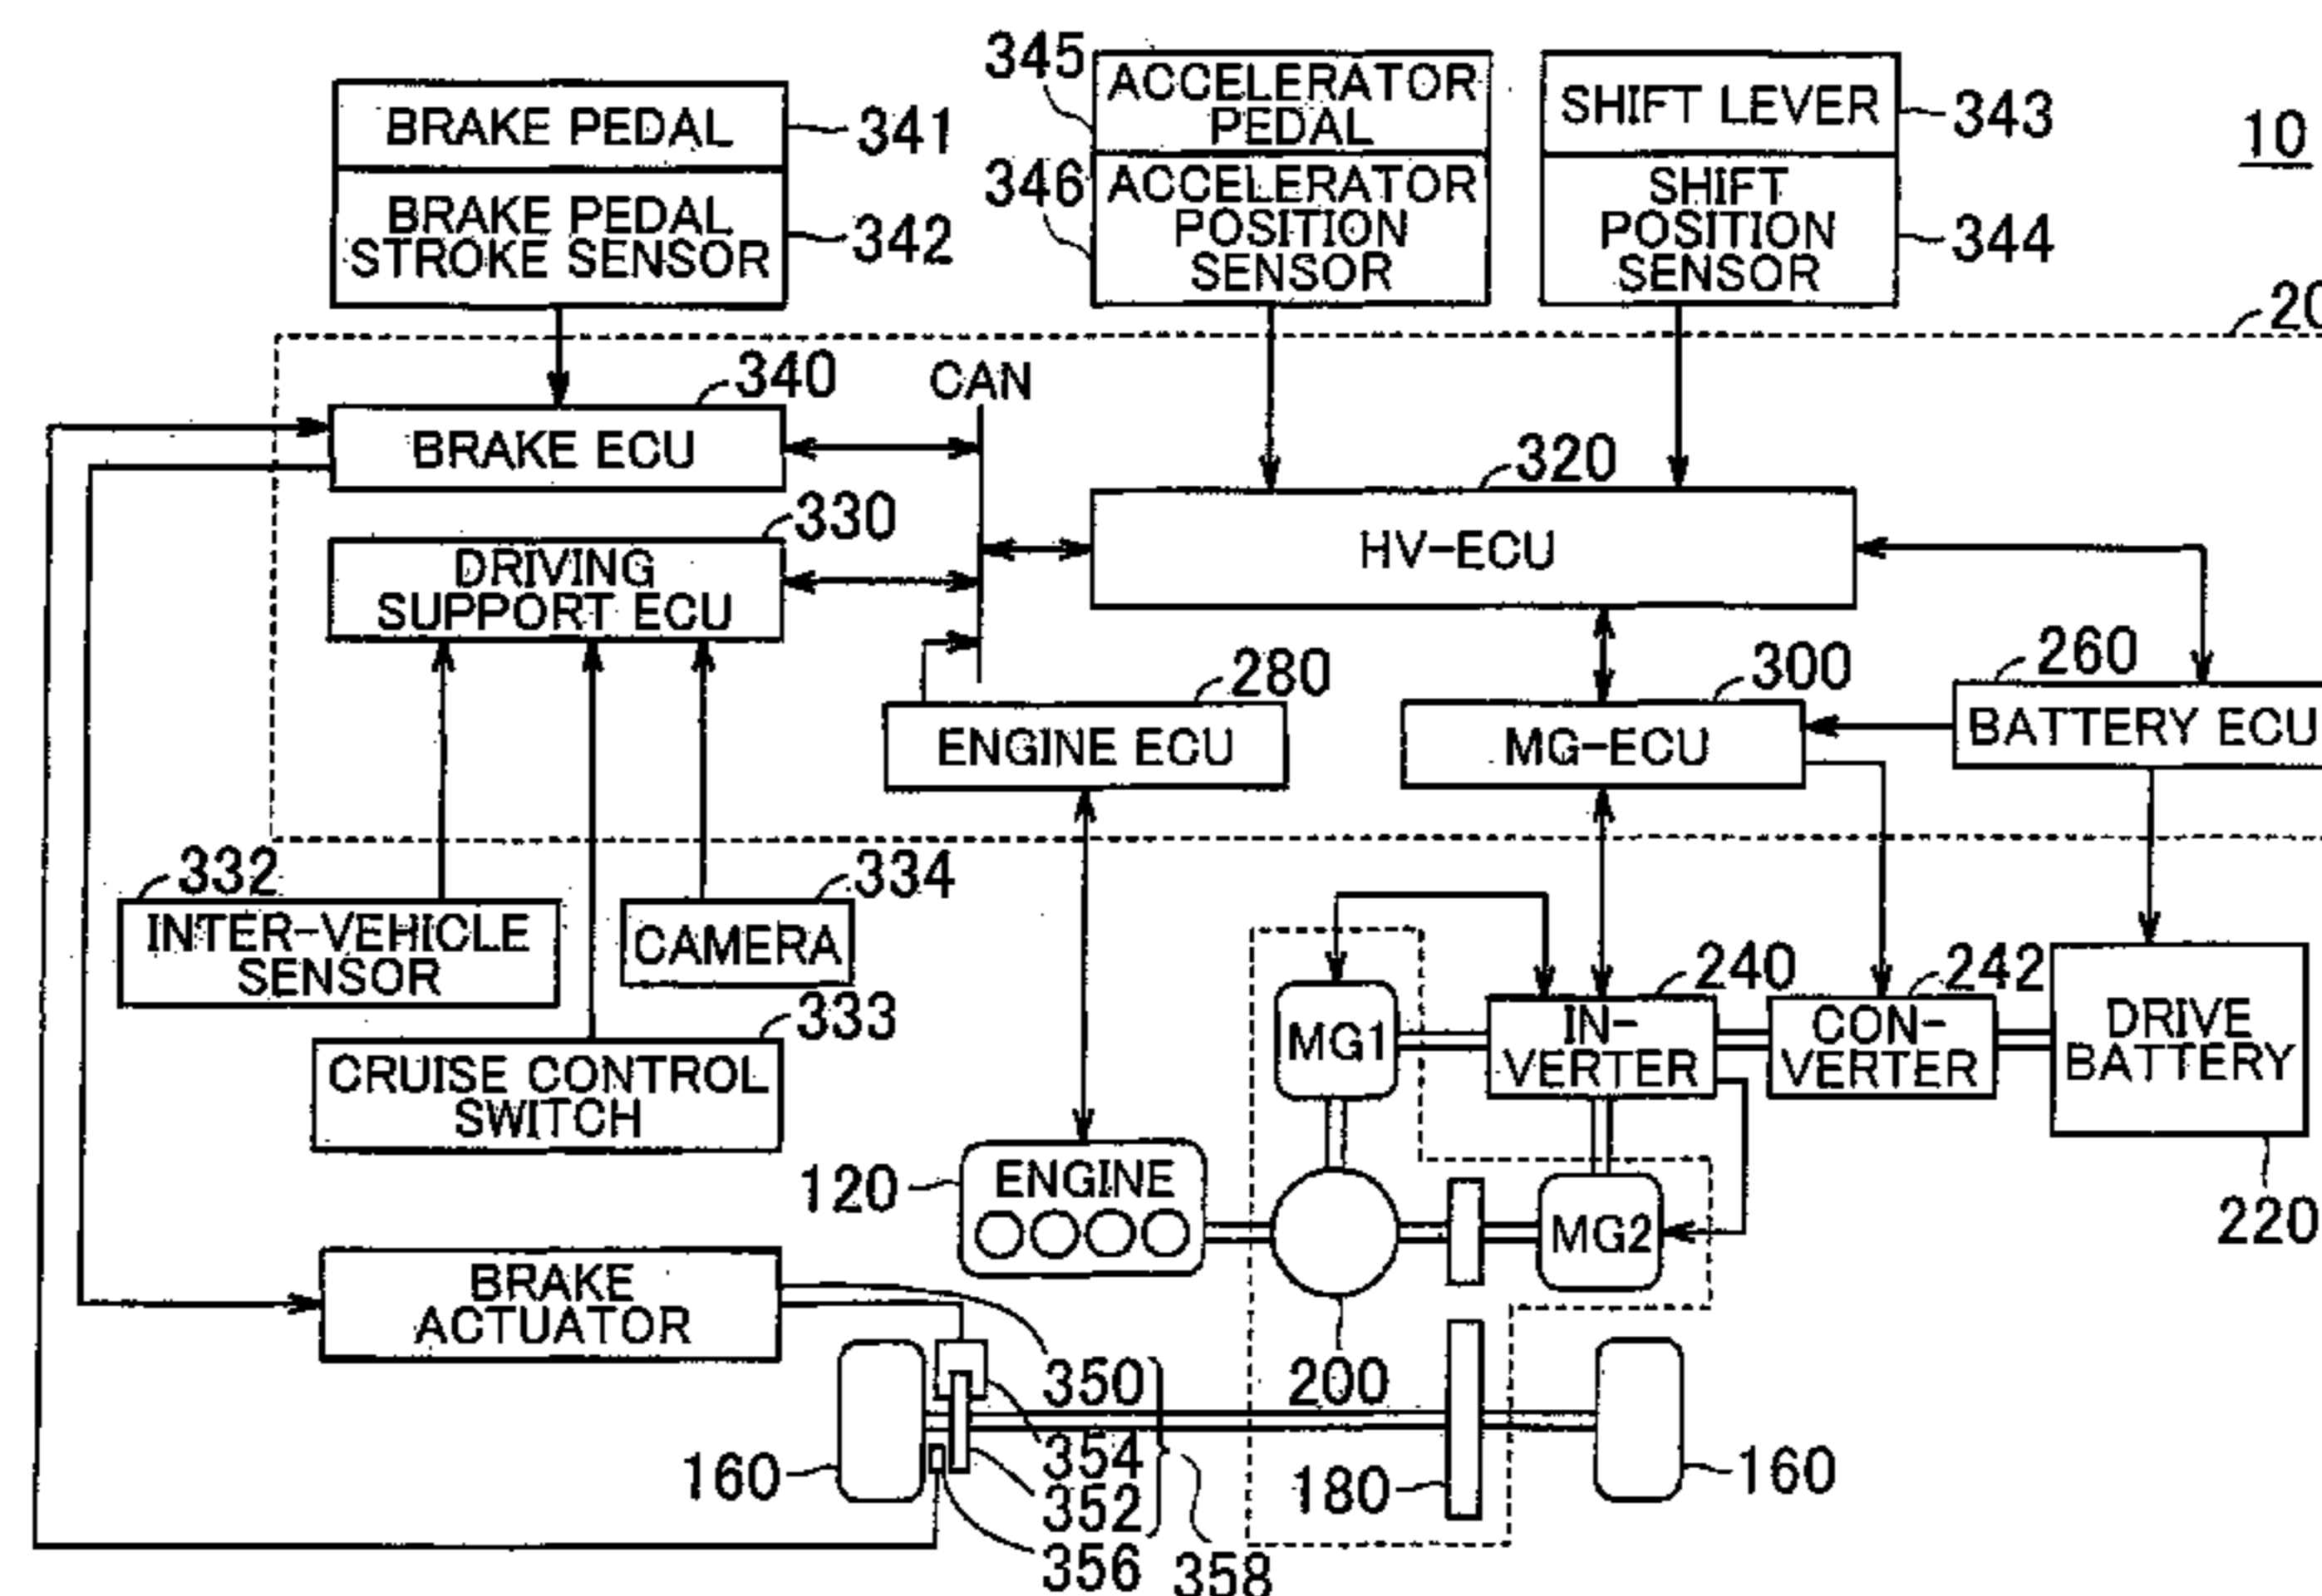 345
ACCELERATOR
PEDAL
SHIFT LEVER
343
10
BRAKE PEDAL
341
346
ACCELERATOR
POSITION
SENSOR
SHIFT
POSITION
SENSOR
344
BRAKE PEDAL
STROKE SENSOR
342
20
340
CAN
BRAKE ECU
320
HV-ECU
330
DRIVING
SUPPORT ECU
280
ENGINE ECU
300
MG-ECU
260
BATTERY ECU
332
INTER-VEHICLE
SENSOR
334
CAMERA
333
CRUISE CONTROL
SWITCH
MG1
240
IN-
VERTER
242
CON-
VERTER
DRIVE
BATTERY
220
120
ENGINE
MG2
BRAKE
ACTUATOR
200
350
354
352
356
358
160
180
160